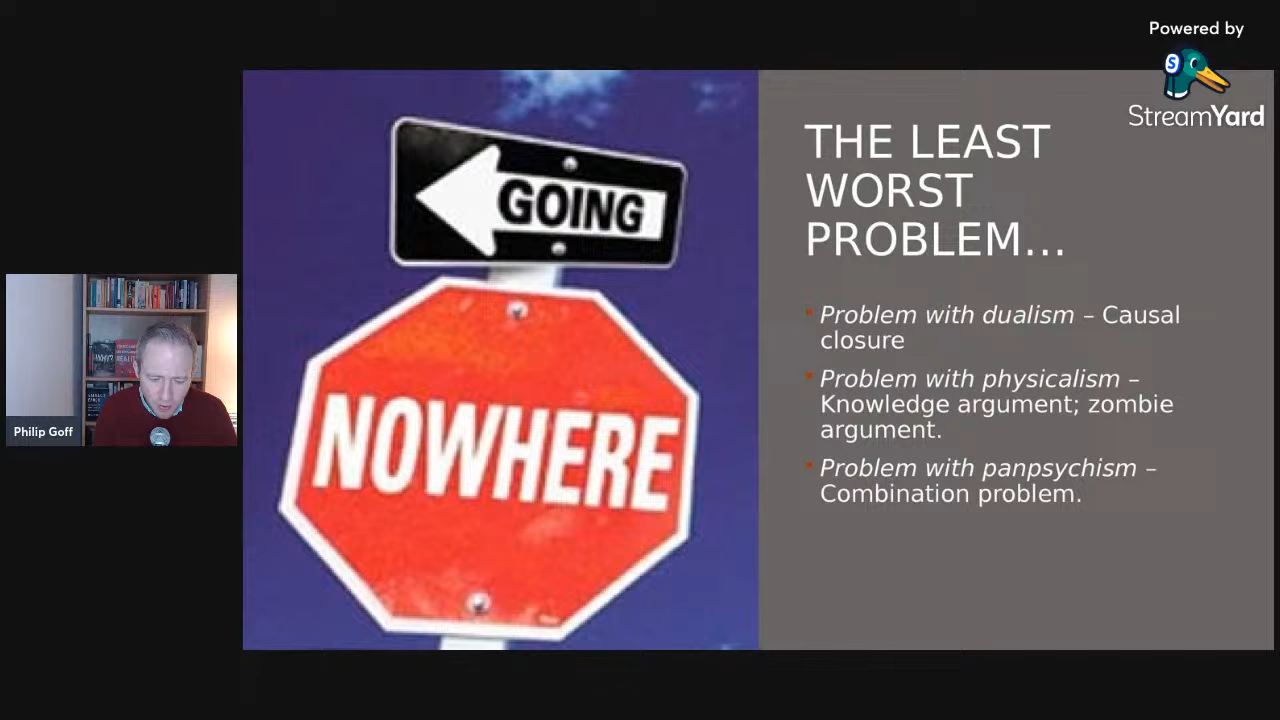 Powered by
S
StreamYard
GOING
NOWHERE
THE LEAST
WORST
PROBLEM...
Problem with dualism – Causal
closure
Problem with physicalism –
Knowledge argument; zombie
argument.
Problem with panpsychism –
Combination problem.
WHY?
Philip Goff